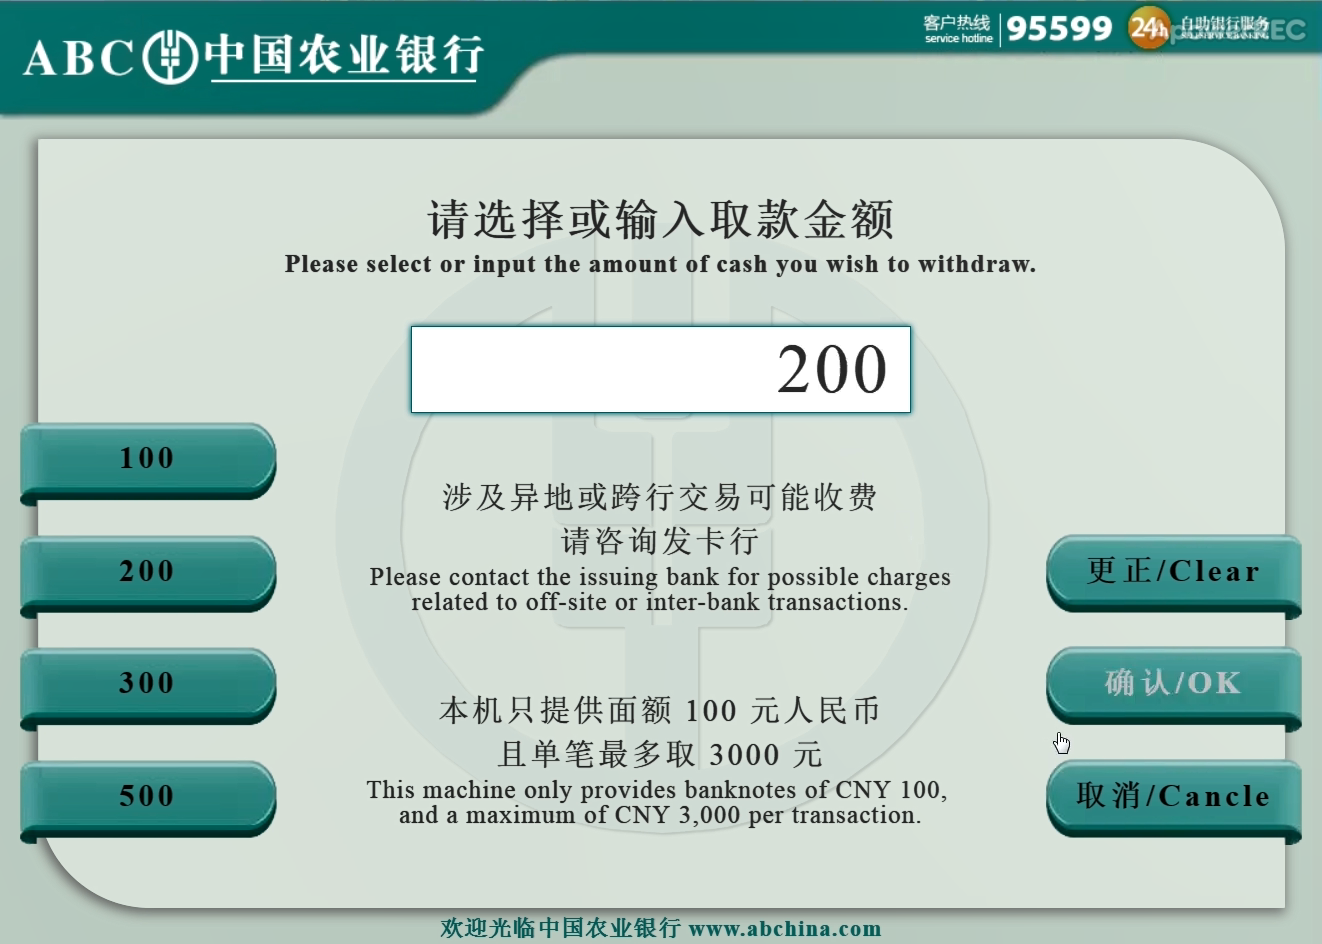 ABC 中国农业银行
客户热线
service hotline
95599
24h
自助银行服务
请选择或输入取款金额
Please select or input the amount of cash you wish to withdraw.
200
100
200
300
500
涉及异地或跨行交易可能收费
请咨询发卡行
Please contact the issuing bank for possible charges
related to off-site or inter-bank transactions.
本机只提供面额 100 元人民币
且单笔最多取 3000 元
This machine only provides banknotes of CNY 100,
and a maximum of CNY 3,000 per transaction.
更正/Clear
确认/OK
取消/Cancle
欢迎光临中国农业银行 www.abchina.com